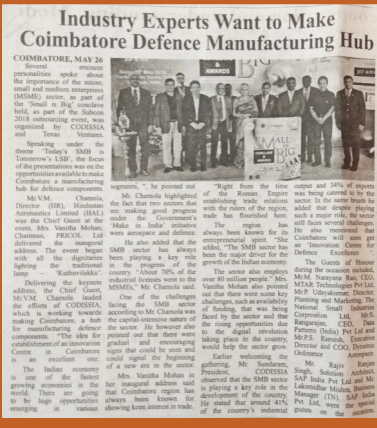 Industry Experts Want to Make
Coimbatore Defence Manufacturing Hub
COIMBATORE, MAY 26
Several eminent
personalities spoke about
the importance of the micro,
small and medium enterprises
(MSME) sector, as part of
the 'Small is Big' conclave
held, as part of the Subcon
2018 outsourcing event, was
organized by CODISSIA
and Texas Ventures.
Speaking under the
theme 'Today's SMB is
Tomorrow's LSB', the focus
of the presentations was on the
opportunities available to make
Coimbatore a manufacturing
hub for defence components.
Mr.V.M. Chamola,
Director (HR), Hindustan
Aeronautics Limited (HAL)
was the Chief Guest at the
event. Mrs. Vanitha Mohan,
Chairman, PRICOL Ltd
delivered the inaugural
address The event began
with all the dignitaries
lighting the traditional
lamp - 'Kuthuvilakku'.
Delivering the keynote
address, the Chief Guest,
Mr.V.M. Chamola lauded
the efforts of CODISSIA,
which is working towards
making Coimbatore, a hub
for manufacturing defence
components; "The idea for
establishment of an Innovation
Centre in Coimbatore
is an excellent one.
The Indian economy
is one of the fastest
growing economies in the
world. There are going
to be huge opportunities
emerging in various
& AWARDS
BIG
SMALL
BIG
segments, ", he pointed out
Mr. Chamola highlighted
the fact that two sectors that
are making good progress
under the Government's
'Make in India' initiative
were aerospace and defence.
He also added that the
SMB sector has always
been playing a key role
in the progress of the
country. "About 70% of the
industrial licenses went to the
MSMEs," Mr. Chamola said.
One of the challenges
facing the SMB sector
according to Mr. Chamola was
the capital-intensive nature of
the sector. He however also
pointed out that there were
gradual and encouraging
signs that could be seen and
could signal the beginning
of a new era in the sector.
Mrs. Vanitha Mohan in
her inaugural address said
that Coimbatore region has
always been known for
showing keen interest in trade.
"Right from the time
of the Roman Empire
establishing trade relations
with the rulers of the region,
trade has flourished here.
The region has
always been known for its
entrepreneurial spirit. "She
added, "The SMB sector has
been the major driver for the
growth of the Indian economy.
The sector also employs
over 80 million people." Mrs.
Vanitha Mohan also pointed
out that there were some key
challenges, such as availability
of funding, that was being
faced by the sector and that
the rising opportunities due
to the digital revolution
taking place in the country,
would help the sector grow.
Earlier welcoming the
gathering, Mr. Sundaram,
President, CODISSIA
observed that the SMB sector
is playing a key role in the
development of the country.
He stated that around 41%
of the country's industrial
output and 34% of exports
was being catered to by the
sector. In the same breath he
added that despite playing
such a major role, the sector
still faces several challenges.
He also mentioned that
Coimbatore will soon get
an 'Innovation Centre for
Defence Excellence
The Guests of Honour
during the occasion included,
Mr.M. Narayana Rao, CEO,
MTAR Technologies Pvt Ltd,
Mr.P. Udayakumar, Director,
Planning and Marketing, The
National Small Industries
Corporation Ltd, Mr.S.
Rangarajan, CEO, Data
Patterns (India) Pvt Ltd and
Mr.P.S. Ramesh, Executive
Director and COO, Dynamic
Ordinance Aerospace.
Mr. Rajiv Ranjan
Singh, Solution Architect,
SAP India Pvt Ltd and Mr.
Laksmidhar Mishra, Business
Manager (TN), SAP India
Pvt Ltd, were the special
guests on the occasion.